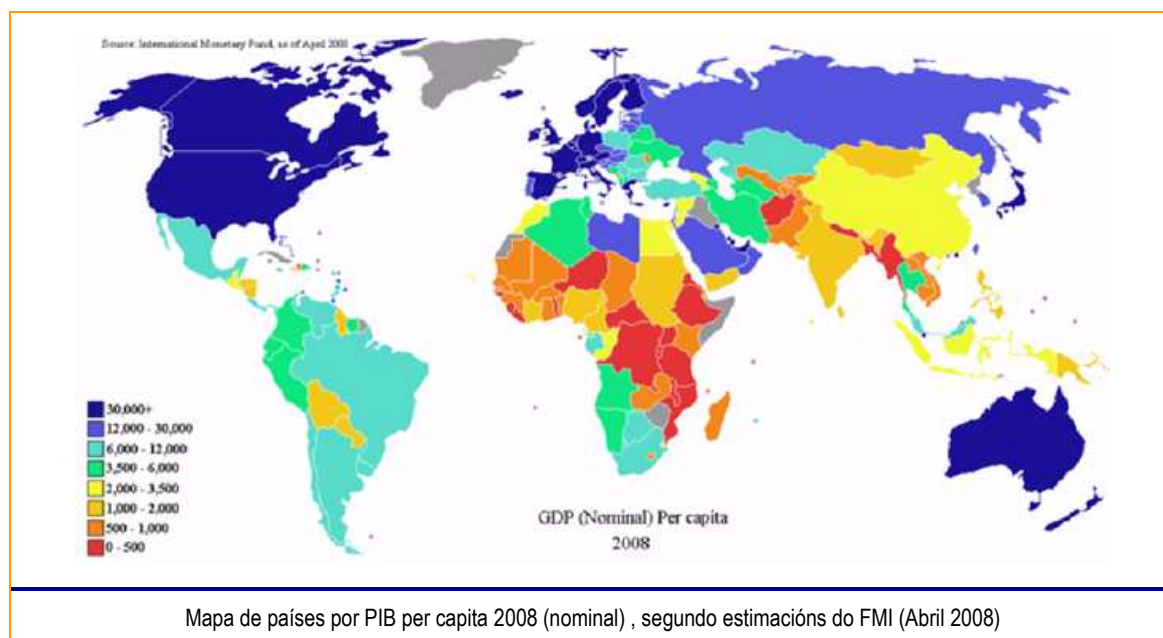 Source: International Monetary Fund, as of April 2008
30,000+
12,000 - 30,000
6,000 - 12,000
3,500 - 6,000
2,000 - 3,500
1,000 - 2,000
500 - 1,000
0 - 500
GDP (Nominal) Per capita
2008
Mapa de países por PIB per capita 2008 (nominal) , segundo estimacións do FMI (Abril 2008)